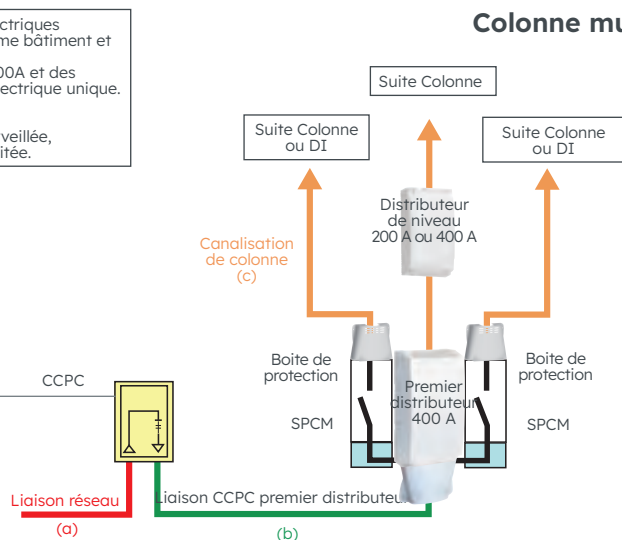 ctriques
me bâtiment et
00A et des
ectrique unique.
veillée,
itée.
Colonne mu
Suite Colonne
Suite Colonne
ou DI
Suite Colonne
ou DI
Distributeur
de niveau
200 A ou 400 A
Canalisation
de colonne
(c)
Boite de
protection
Boite de
protection
CCPC
Premier
distributeur
400 A
SPCM
SPCM
Liaison réseau
Liaison CCPC premier distributeur
(a)
(b)